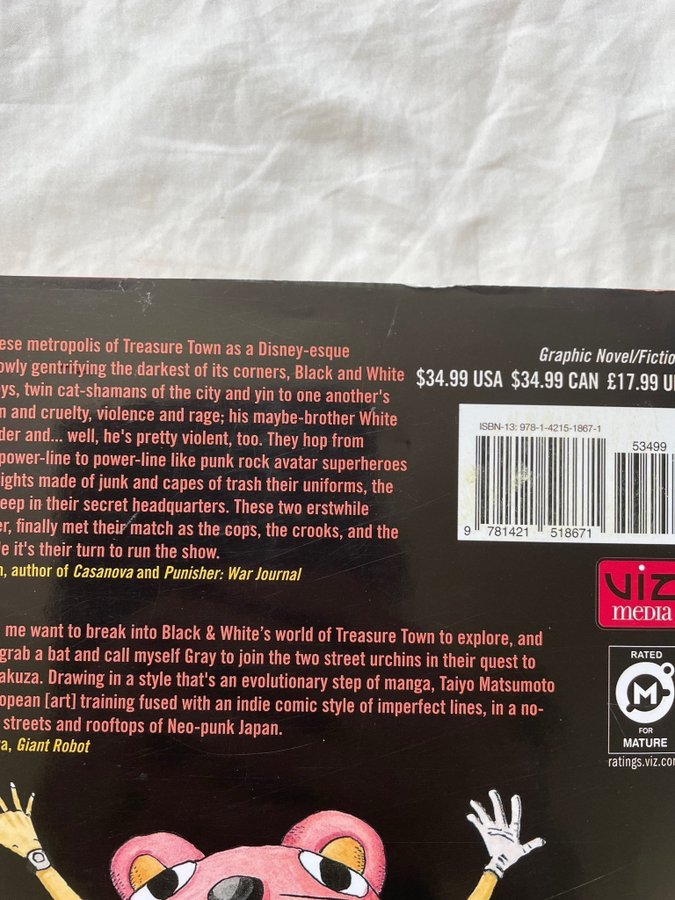 ese metropolis of Treasure Town as a Disney-esque
owly gentrifying the darkest of its corners, Black and White
ys, twin cat-shamans of the city and yin to one another's
n and cruelty, violence and rage; his maybe-brother White
der and... well, he's pretty violent, too. They hop from
power-line to power-line like punk rock avatar superheroes
ights made of junk and capes of trash their uniforms, the
eep in their secret headquarters. These two erstwhile
er, finally met their match as the cops, the crooks, and the
e it's their turn to run the show.
n, author of Casanova and Punisher: War Journal
me want to break into Black & White's world of Treasure Town to explore, and
grab a bat and call myself Gray to join the two street urchins in their quest to
akuza. Drawing in a style that's an evolutionary step of manga, Taiyo Matsumoto
opean [art] training fused with an indie comic style of imperfect lines, in a no-
streets and rooftops of Neo-punk Japan.
a, Giant Robot
Graphic Novel/Fictio
$34.99 USA $34.99 CAN £17.99 U
ISBN-13: 978-1-4215-1867-1
53499
9 781421 518671
VIZ
MEDIA
RATED
M
FOR
MATURE
ratings.viz.co